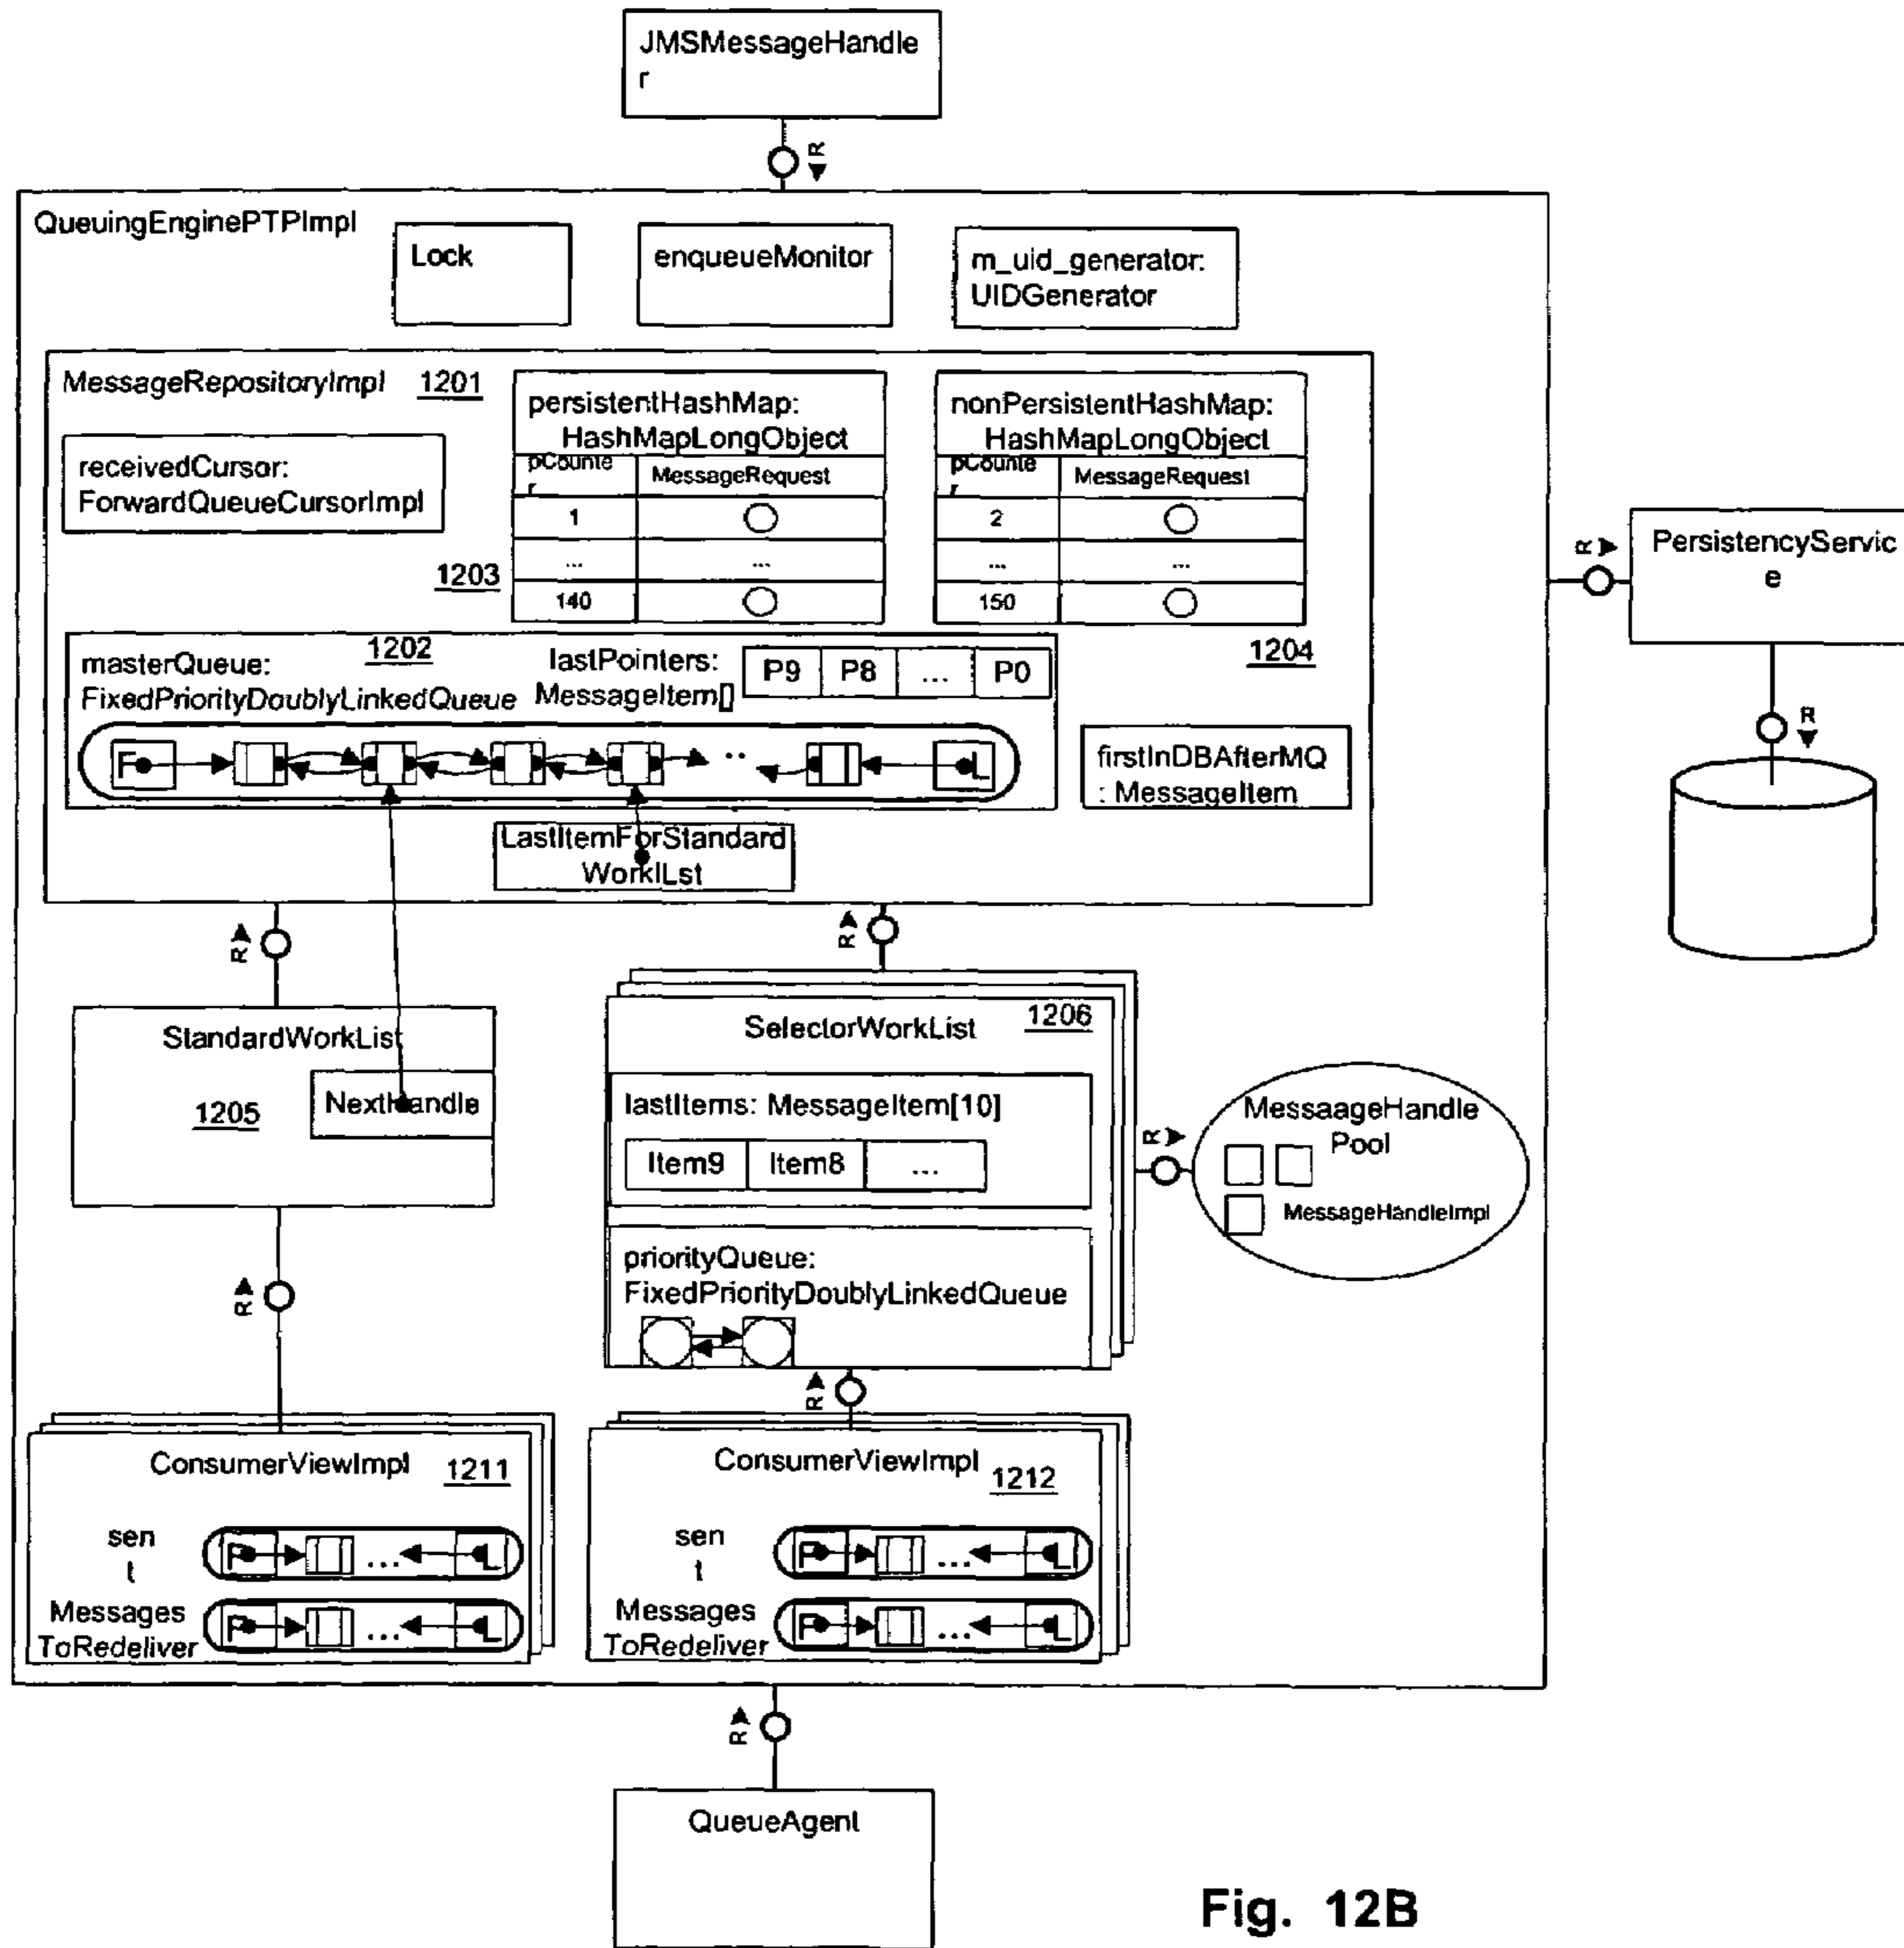 JMSMessageHandle
r
R
QueuingEnginePTPImpl
Lock
enqueueMonitor
m_uid_generator:
UIDGenerator
MessageRepositoryImpl 1201
receivedCursor:
ForwardQueueCursorImpl
persistentHashMap:
HashMapLongObject
pCounte
r
MessageRequest
1
... ...
140
1203
nonPersistentHashMap:
HashMapLongObject
pCounte
r
MessageRequest
2
... ...
150
1204
R
PersistencyServic
e
R
masterQueue: 1202
FixedPriorityDoublyLinkedQueue
lastPointers:
MessageItem[]
P9 P8 ... P0
F .. L
firstInDBAfterMQ
: MessageItem
LastItemForStandard
WorklLst
R
R
StandardWorkList
1205
NextHandle
SelectorWorkList 1206
lastItems: MessageItem[10]
Item9 Item8 ...
priorityQueue:
FixedPriorityDoublyLinkedQueue
R
MessaageHandle
Pool
MessageHandleImpl
R
R
ConsumerViewImpl 1211
sen
t
F ... L
Messages
ToRedeliver
F ... L
ConsumerViewImpl 1212
sen
t
F ... L
Messages
ToRedeliver
F ... L
R
QueueAgent
Fig. 12B